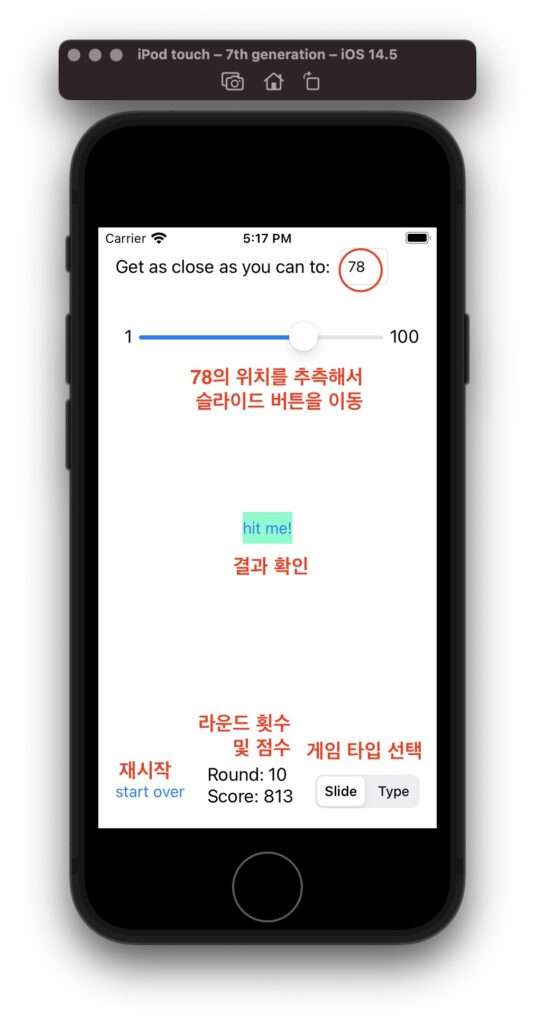 iPod touch – 7th generation – iOS 14.5
Carrier 5:17 PM
Get as close as you can to: 78
1 100
78의 위치를 추측해서
슬라이드 버튼을 이동
hit me!
결과 확인
라운드 횟수
및 점수
게임 타입 선택
재시작
start over
Round: 10
Score: 813
Slide Type